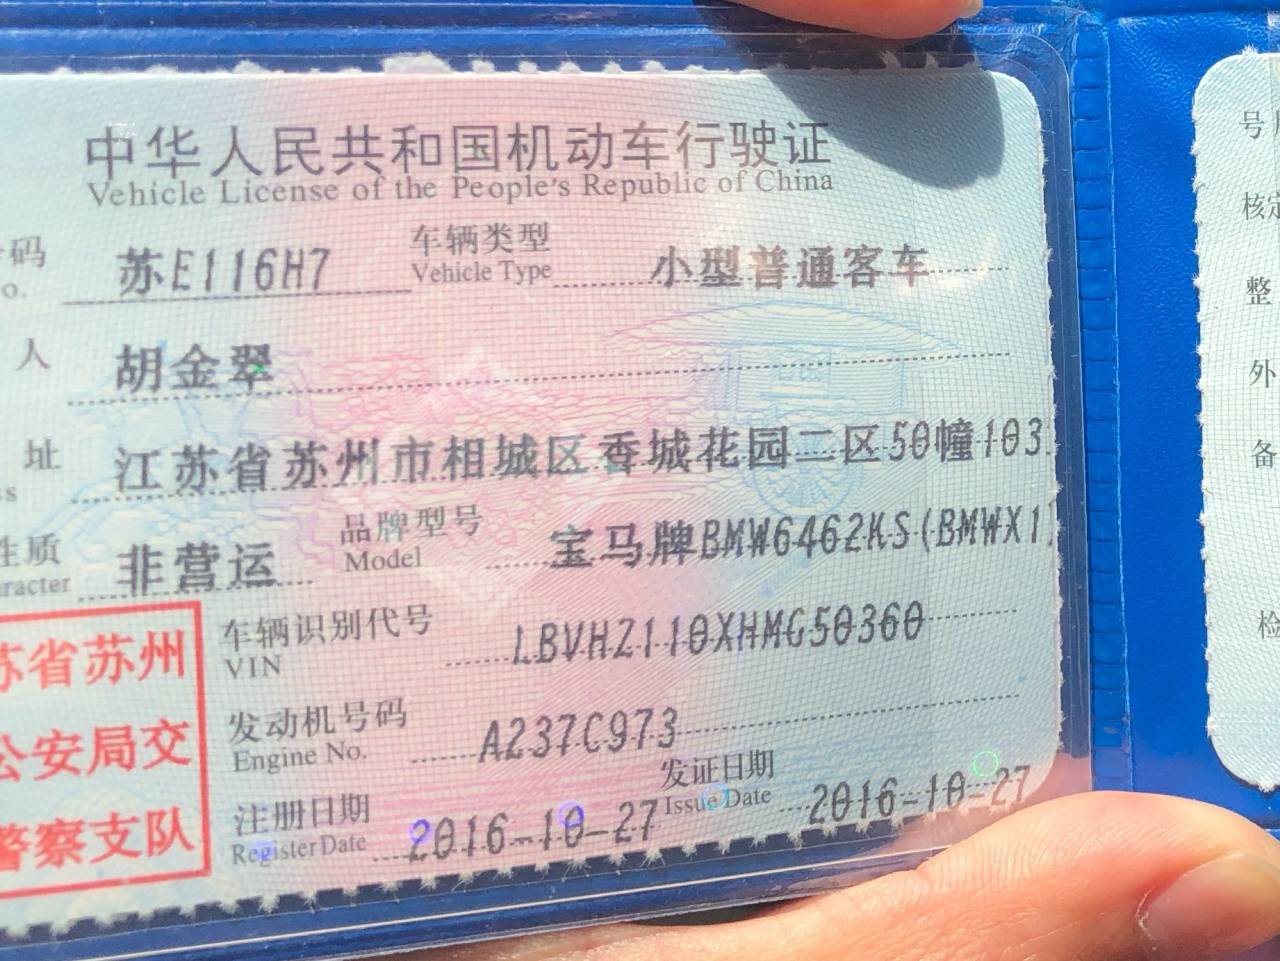 中华人民共和国机动车行驶证
Vehicle License of the People's Republic of China
号码 苏E116H7 车辆类型 小型普通客车
o. Vehicle Type
人 胡金翠
址 江苏省苏州市相城区香城花园二区50幢103
ss
性质 非营运 品牌型号 宝马牌BMW6462KS(BMWX1)
racter Model
车辆识别代号 LBVHZ110XHMG50360
VIN
发动机号码 A237C973
Engine No.
注册日期 2016-10-27 发证日期 2016-10-27
Register Date Issue Date
苏省苏州
公安局交
警察支队
号
核定
整
外
备
检